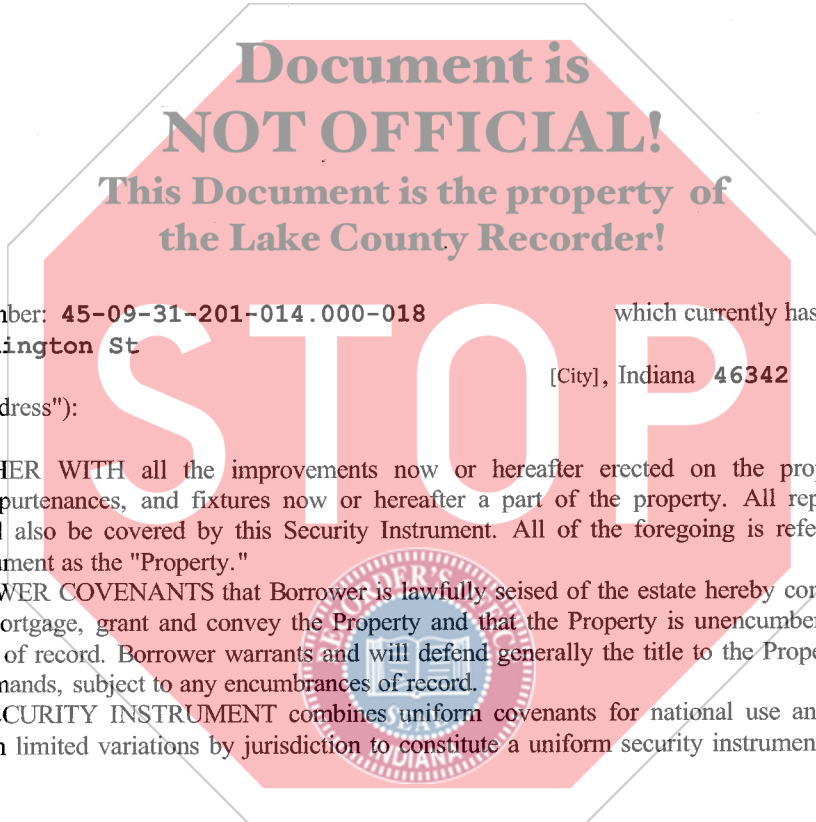 Document is
NOT OFFICIAL!
This Document is the property of
the Lake County Recorder!
nber: 45-09-31-201-014.000-018 which currently has
ington St
[City], Indiana 46342
dress"):
STOP
HER WITH all the improvements now or hereafter erected on the prop
purtenances, and fixtures now or hereafter a part of the property. All rep
l also be covered by this Security Instrument. All of the foregoing is refe
ument as the "Property."
WER COVENANTS that Borrower is lawfully seised of the estate hereby con
ortgage, grant and convey the Property and that the Property is unencumber
of record. Borrower warrants and will defend generally the title to the Prope
mands, subject to any encumbrances of record.
CURITY INSTRUMENT combines uniform covenants for national use an
limited variations by jurisdiction to constitute a uniform security instrumen
RECORDER'S OFFICE
SEAL
INDIANA